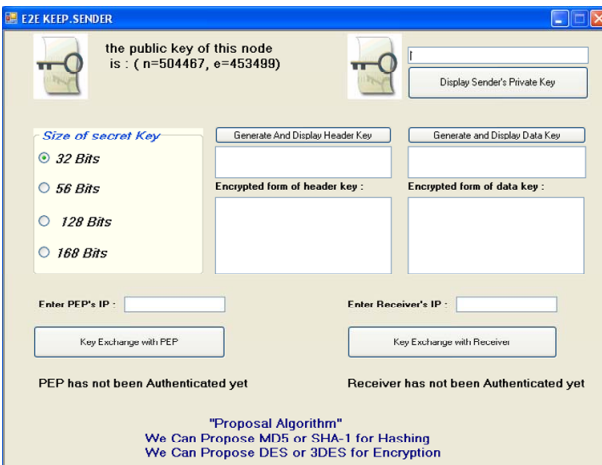 E2E KEEP.SENDER
the public key of this node
is : ( n=504467, e=453499)
Display Sender's Private Key
Size of secret Key
32 Bits
56 Bits
128 Bits
168 Bits
Generate And Display Header Key
Generate and Display Data Key
Encrypted form of header key :
Encrypted form of data key :
Enter PEP's IP :
Enter Receiver's IP :
Key Exchange with PEP
Key Exchange with Receiver
PEP has not been Authenticated yet
Receiver has not been Authenticated yet
"Proposal Algorithm"
We Can Propose MD5 or SHA-1 for Hashing
We Can Propose DES or 3DES for Encryption